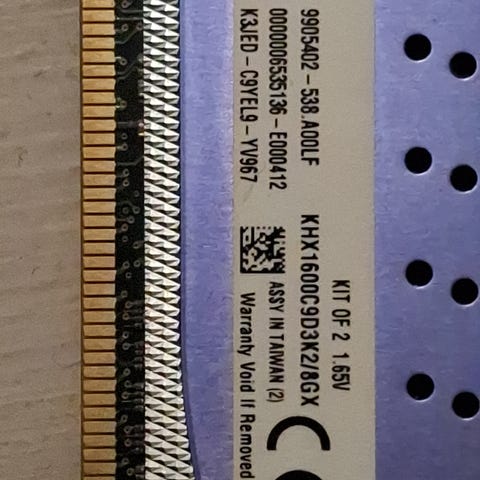 KIT OF 2 1.65V
9905402-538.A00LF KHX1600C9D3K2/8GX
0000006535136-E000412 ASSY IN TAIWAN (2)
K3JED-C9YEL9-YV967 Warranty Void If Removed
CE